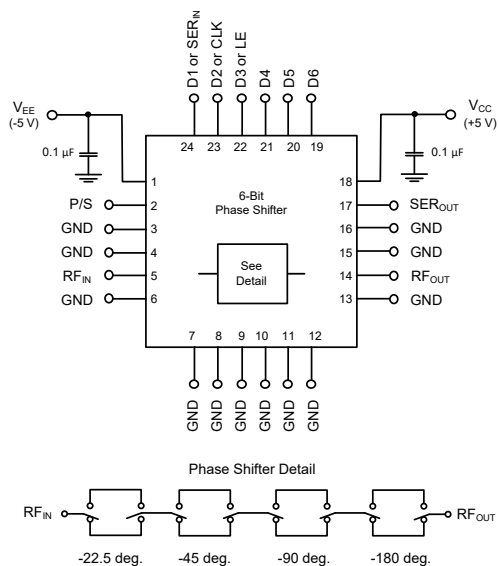 D1 or SERIN
D2 or CLK
D3 or LE
D4
D5
D6
VEE
(-5 V)
VCC
(+5 V)
24 23 22 21 20 19
0.1 µF
0.1 µF
1
18
6-Bit
Phase Shifter
P/S 2
17 SEROUT
GND 3
16 GND
GND 4
15 GND
See
Detail
RFIN 5
14 RFOUT
GND 6
13 GND
7 8 9 10 11 12
GND GND GND GND GND GND
Phase Shifter Detail
RFIN
RFOUT
-22.5 deg. -45 deg. -90 deg. -180 deg.